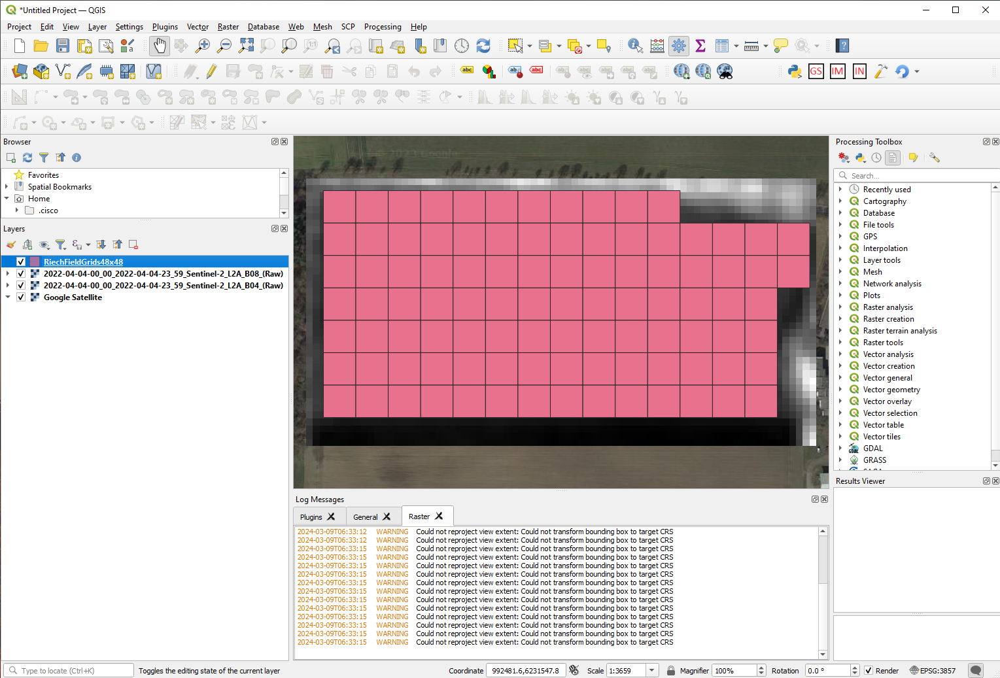 *Untitled Project — QGIS
Project Edit View Layer Settings Plugins Vector Raster Database Web Mesh SCP Processing Help
abc abc abc GS IM IN
Browser
Favorites
Spatial Bookmarks
Home
.cisco
Layers
RiechFieldGrids48x48
2022-04-04-00_00_2022-04-04-23_59_Sentinel-2_L2A_B08_(Raw)
2022-04-04-00_00_2022-04-04-23_59_Sentinel-2_L2A_B04_(Raw)
Google Satellite
© 2023 Google
Log Messages
Plugins General Raster
2024-03-09T06:33:12 WARNING Could not reproject view extent: Could not transform bounding box to target CRS
2024-03-09T06:33:12 WARNING Could not reproject view extent: Could not transform bounding box to target CRS
2024-03-09T06:33:15 WARNING Could not reproject view extent: Could not transform bounding box to target CRS
2024-03-09T06:33:15 WARNING Could not reproject view extent: Could not transform bounding box to target CRS
2024-03-09T06:33:15 WARNING Could not reproject view extent: Could not transform bounding box to target CRS
2024-03-09T06:33:15 WARNING Could not reproject view extent: Could not transform bounding box to target CRS
2024-03-09T06:33:15 WARNING Could not reproject view extent: Could not transform bounding box to target CRS
2024-03-09T06:33:15 WARNING Could not reproject view extent: Could not transform bounding box to target CRS
2024-03-09T06:33:15 WARNING Could not reproject view extent: Could not transform bounding box to target CRS
2024-03-09T06:33:15 WARNING Could not reproject view extent: Could not transform bounding box to target CRS
2024-03-09T06:33:15 WARNING Could not reproject view extent: Could not transform bounding box to target CRS
2024-03-09T06:33:15 WARNING Could not reproject view extent: Could not transform bounding box to target CRS
2024-03-09T06:33:15 WARNING Could not reproject view extent: Could not transform bounding box to target CRS
2024-03-09T06:33:15 WARNING Could not reproject view extent: Could not transform bounding box to target CRS
Processing Toolbox
Search...
Recently used
Cartography
Database
File tools
GPS
Interpolation
Layer tools
Mesh
Network analysis
Plots
Raster analysis
Raster creation
Raster terrain analysis
Raster tools
Vector analysis
Vector creation
Vector general
Vector geometry
Vector overlay
Vector selection
Vector table
Vector tiles
GDAL
GRASS
Results Viewer
Type to locate (Ctrl+K) Toggles the editing state of the current layer Coordinate 992481.6,6231547.8 Scale 1:3659 Magnifier 100% Rotation 0.0 ° Render EPSG:3857